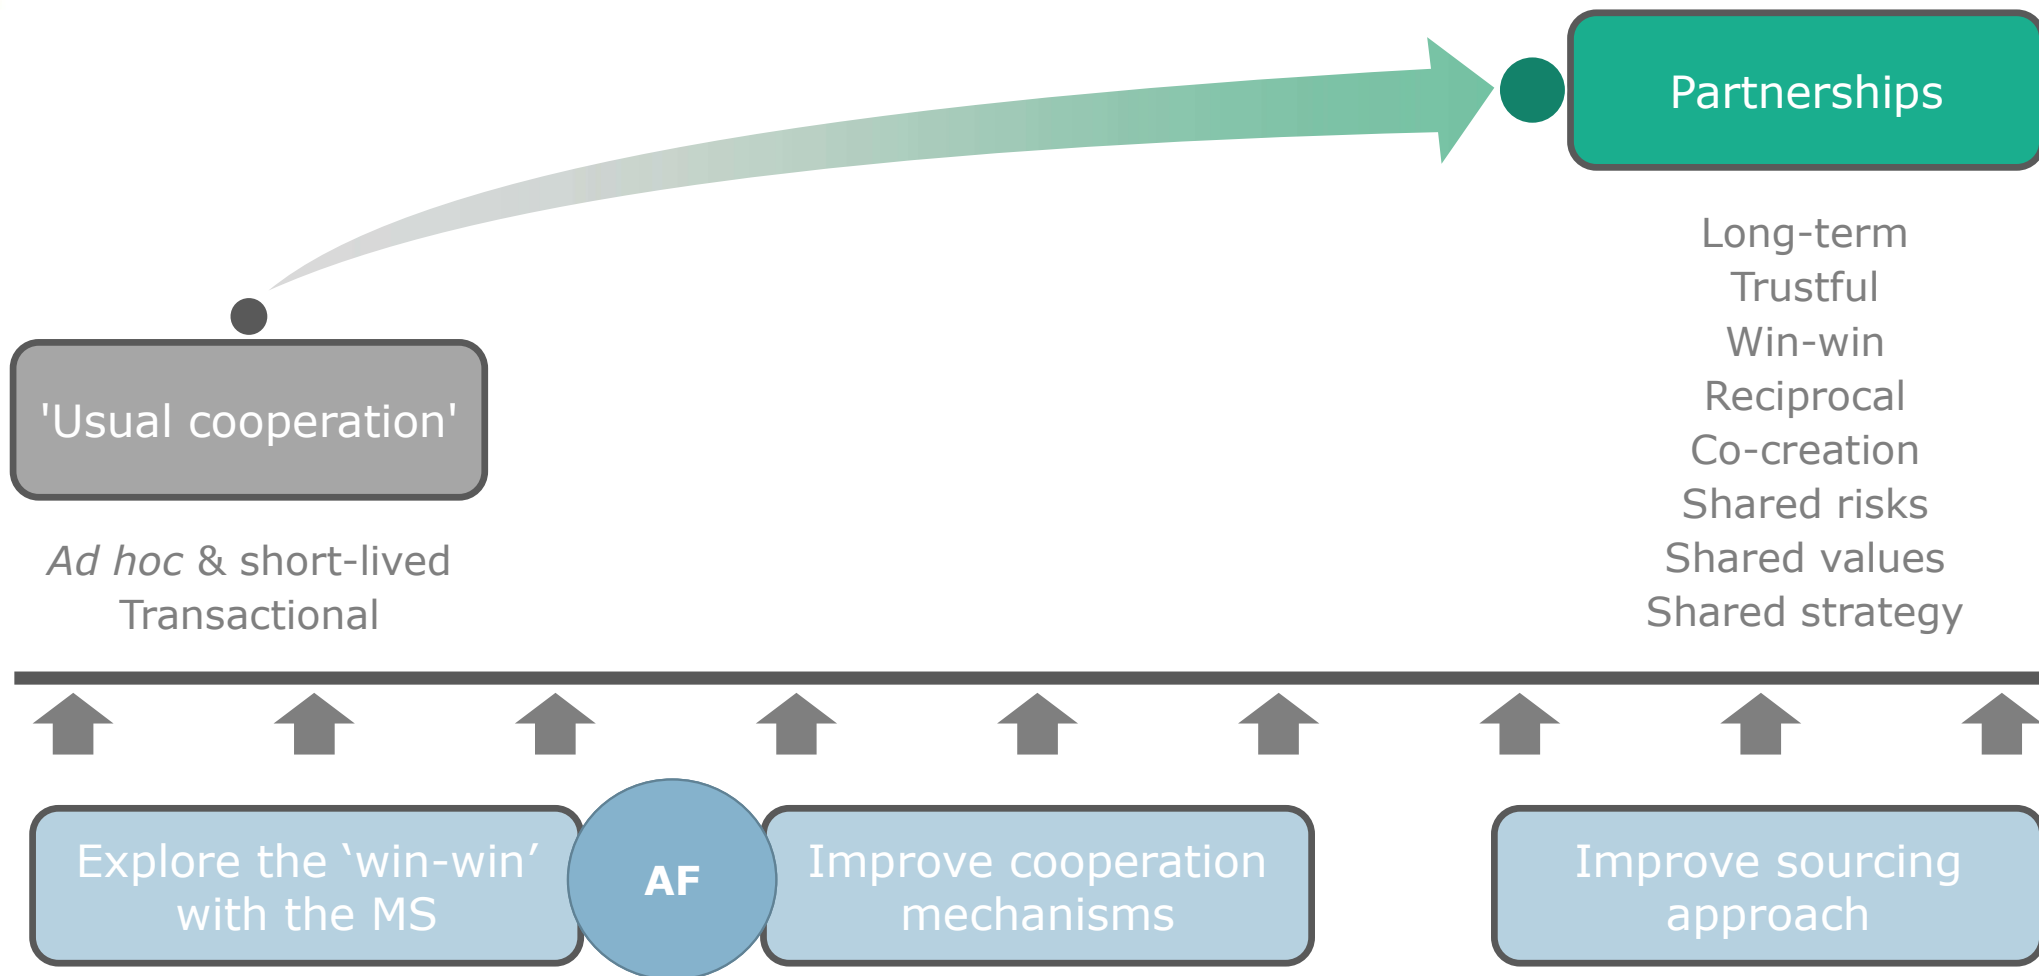 Partnerships
Long-term
Trustful
Win-win
Reciprocal
Co-creation
Shared risks
Shared values
Shared strategy
'Usual cooperation'
Ad hoc & short-lived
Transactional
Explore the ‘win-win’
with the MS
AF
Improve cooperation
mechanisms
Improve sourcing
approach